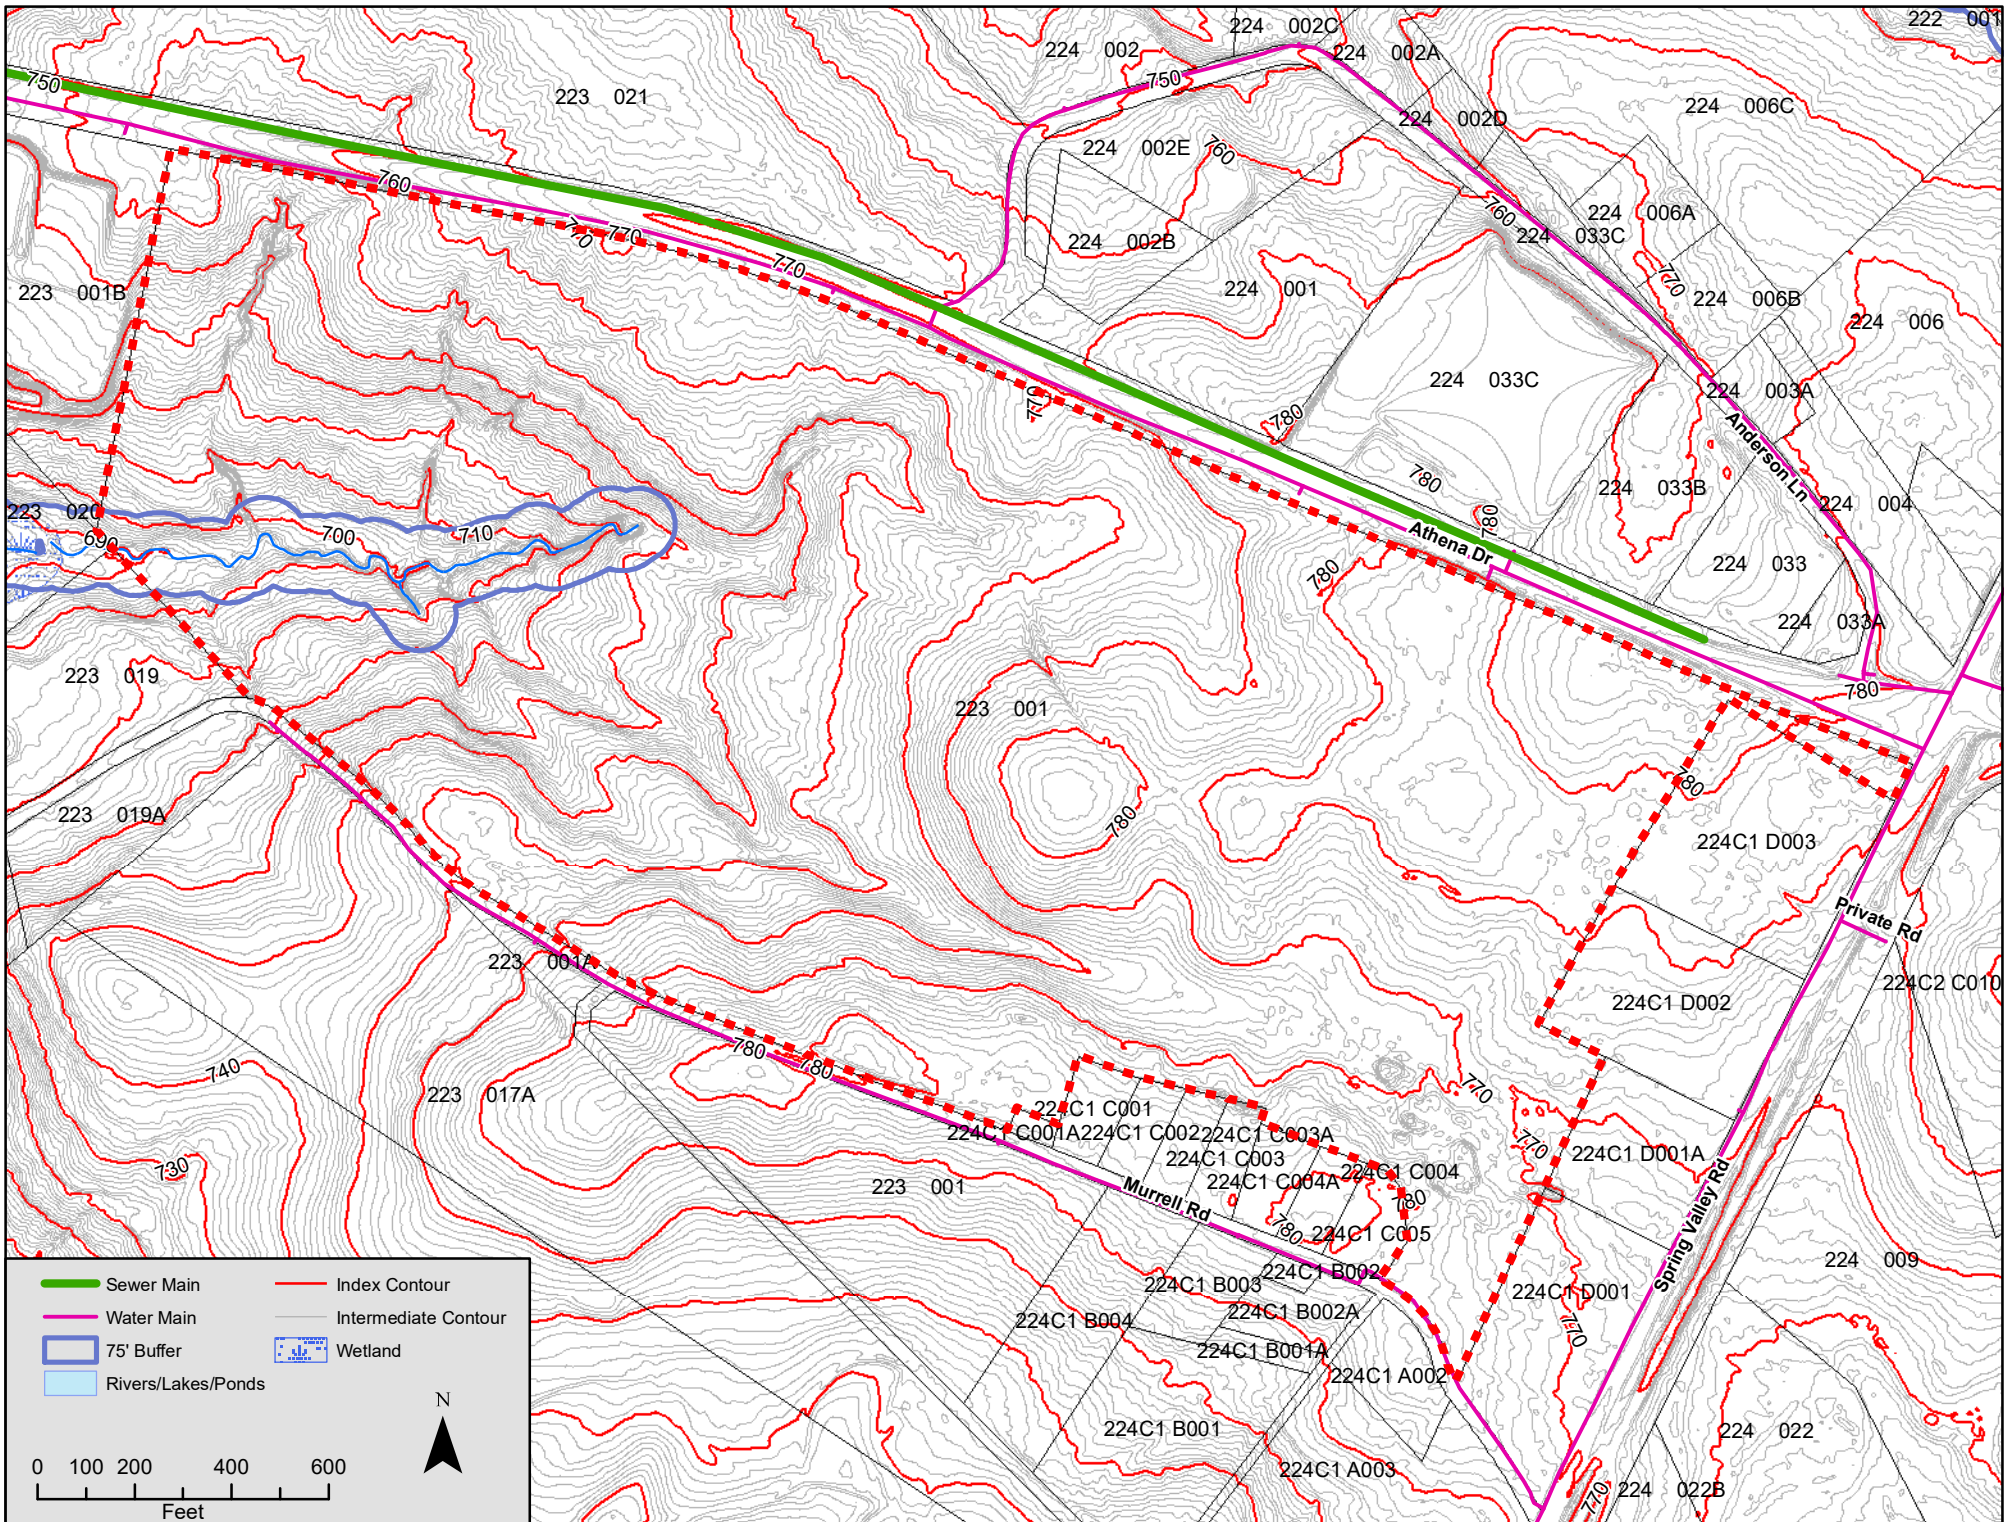 224 002C
222 001
224 002
224 002A
750
750
223 021
224 006C
224 002D
224 002E
760
760
224 006A
760
770
770
224 002B
224 033C
770
770
223 001B
224 001
224 006B
224 006
770
224 033C
224 003A
780
Anderson Ln
780
224 033B
224 004
223 020
690
700
710
780
Athena Dr
780
224 033
224 033A
223 019
780
223 001
780
223 019A
780
224C1 D003
Private Rd
223 001A
224C2 C010
224C1 D002
780
780
740
223 017A
770
224C1 C001
224C1 C001A
224C1 C002
224C1 C003A
770
224C1 D001A
224C1 C003
730
224C1 C004
224C1 C004A
223 001
Murrell Rd
780
780
224C1 C005
Spring Valley Rd
224 009
224C1 B002
224C1 B003
224C1 D001
224C1 B002A
224C1 B004
770
224C1 B001A
224C1 A002
224C1 B001
224 022
224C1 A003
770
224 022B
Sewer Main
Index Contour
Water Main
Intermediate Contour
75' Buffer
Wetland
Rivers/Lakes/Ponds
N
0 100 200 400 600
Feet